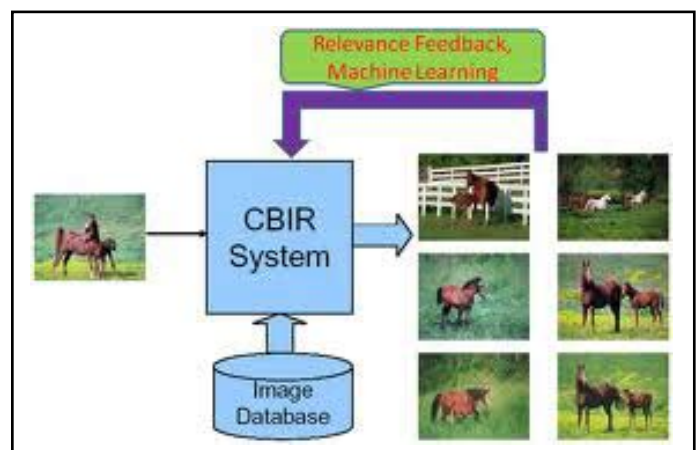 Relevance Feedback,
Machine Learning
CBIR
System
Image
Database